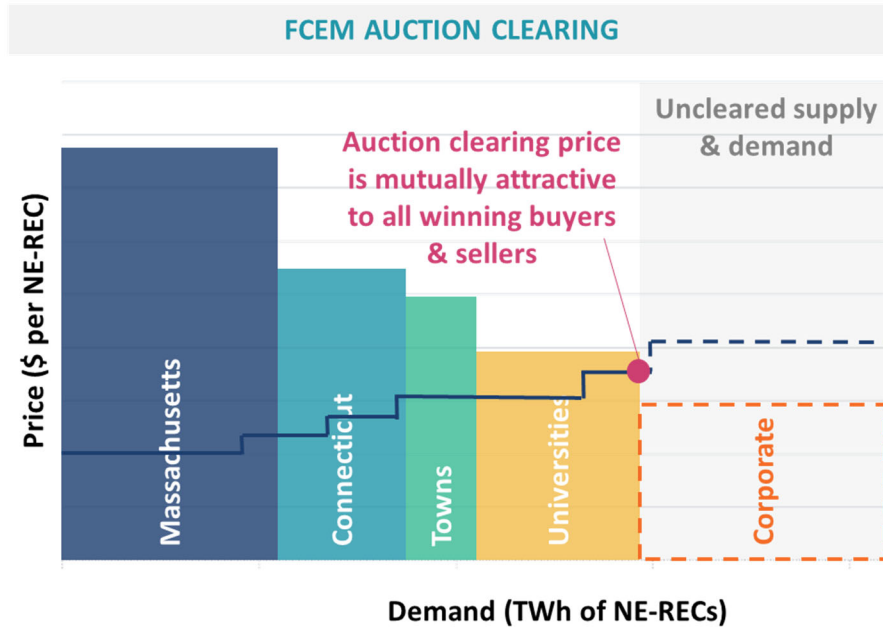 FCEM AUCTION CLEARING
Uncleared supply
& demand
Auction clearing price
is mutually attractive
to all winning buyers
& sellers
Price ($ per NE-REC)
Massachusetts
Connecticut
Towns
Universities
Corporate
Demand (TWh of NE-RECs)